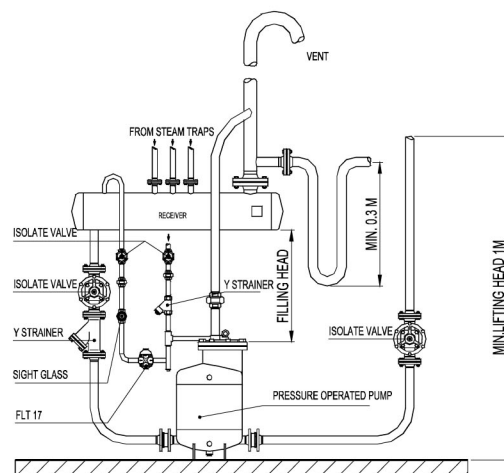 VENT
FROM STEAM TRAPS
RECEIVER
MIN. 0.3 M
ISOLATE VALVE
FILLING HEAD
ISOLATE VALVE
Y STRAINER
MIN.LIFTING HEAD 1M
Y STRAINER
ISOLATE VALVE
SIGHT GLASS
PRESSURE OPERATED PUMP
FLT 17